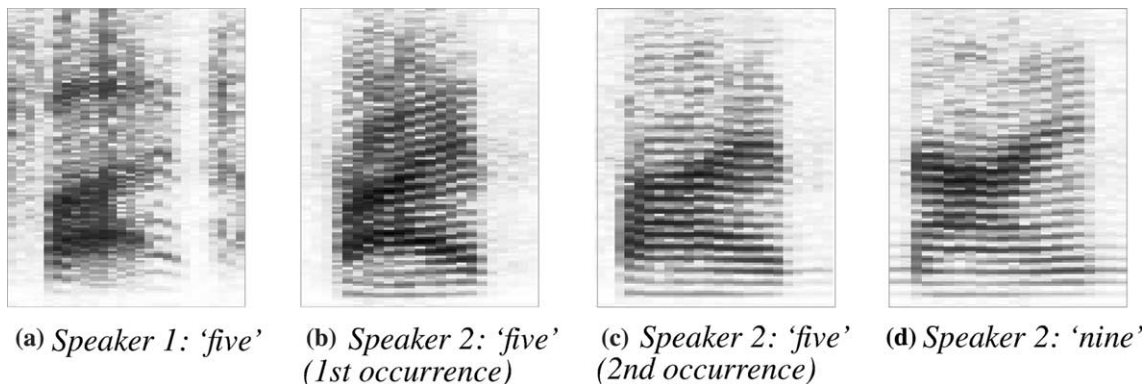 (a) Speaker 1: ‘five’
(b) Speaker 2: ‘five’
(1st occurrence)
(c) Speaker 2: ‘five’
(2nd occurrence)
(d) Speaker 2: ‘nine’